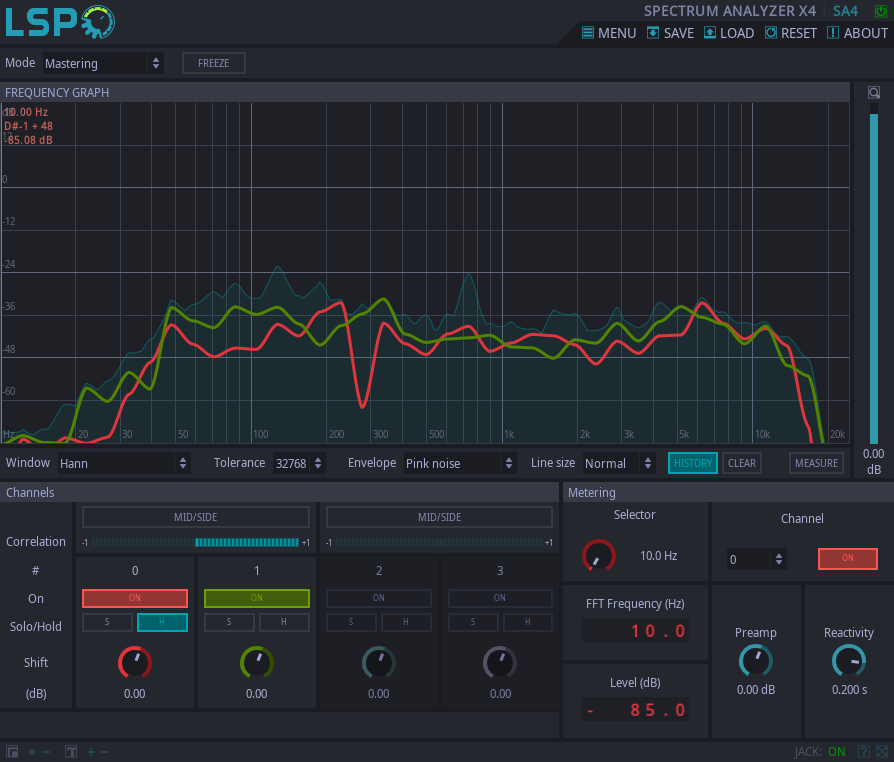 LSP
SPECTRUM ANALYZER X4 SA4
MENU SAVE LOAD RESET ABOUT
Mode Mastering FREEZE
FREQUENCY GRAPH
10.00 Hz
D#-1 + 48
-85.08 dB
0
-12
-24
-36
-48
-60
Hz 20 30 50 100 200 300 500 1k 2k 3k 5k 10k 20k
0.00
dB
Window Hann Tolerance 32768 Envelope Pink noise Line size Normal HISTORY CLEAR MEASURE
Channels
MID/SIDE MID/SIDE
Correlation -1 +1 -1 +1
# 0 1 2 3
On ON ON ON ON
Solo/Hold S H S H S H S H
Shift
(dB) 0.00 0.00 0.00 0.00
Metering
Selector
10.0 Hz
Channel
0 ON
FFT Frequency (Hz)
10.0
Level (dB)
- 85.0
Preamp
0.00 dB
Reactivity
0.200 s
JACK: ON